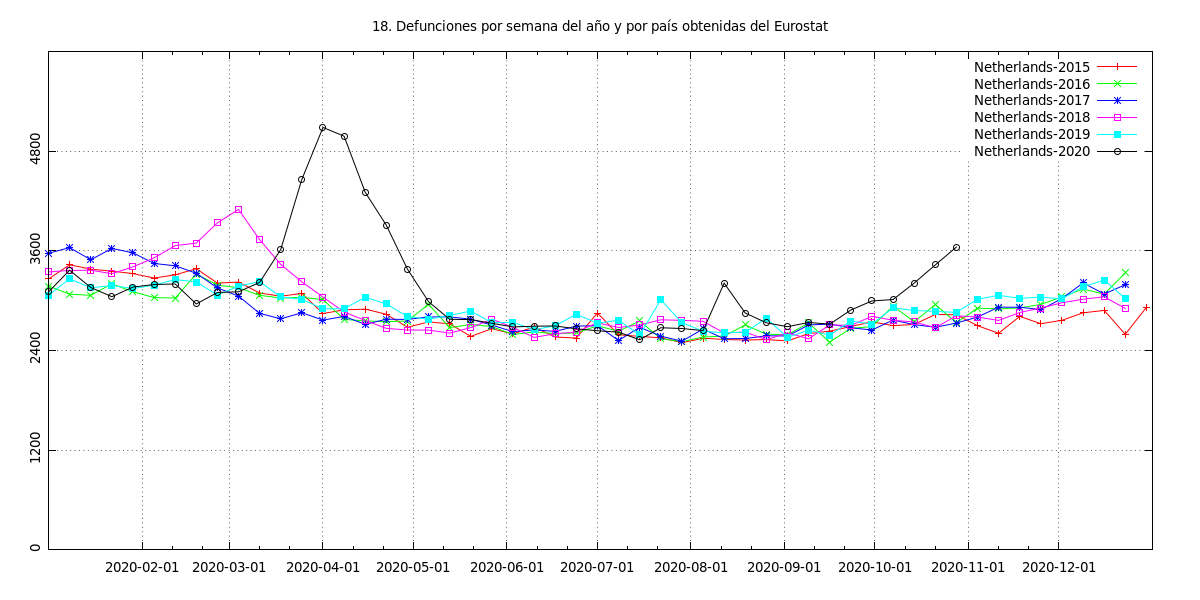 18. Defunciones por semana del año y por país obtenidas del Eurostat
Netherlands-2015
Netherlands-2016
Netherlands-2017
Netherlands-2018
Netherlands-2019
Netherlands-2020
4800
3600
2400
1200
0
2020-02-01 2020-03-01 2020-04-01 2020-05-01 2020-06-01 2020-07-01 2020-08-01 2020-09-01 2020-10-01 2020-11-01 2020-12-01